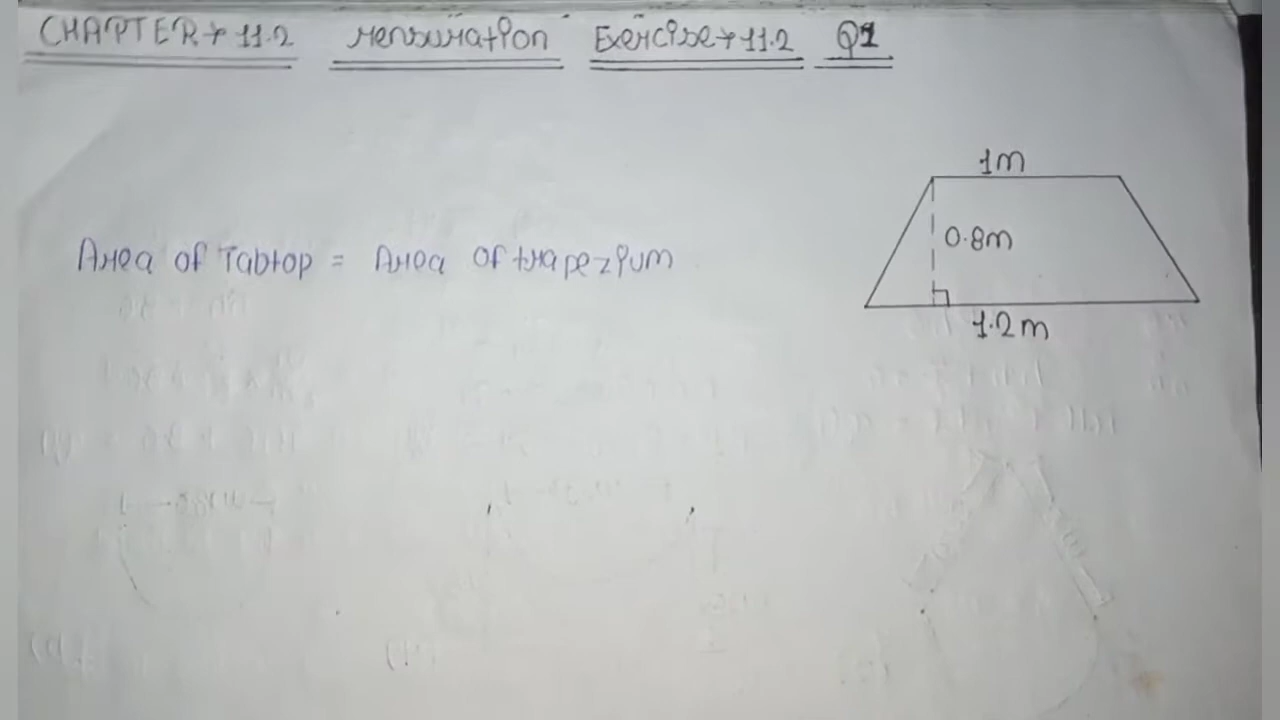 CHAPTER → 11.2 Mensuration Exercise → 11.2 Q1
1m
Area of Tabtop = Area of trapezium
0.8m
1.2m